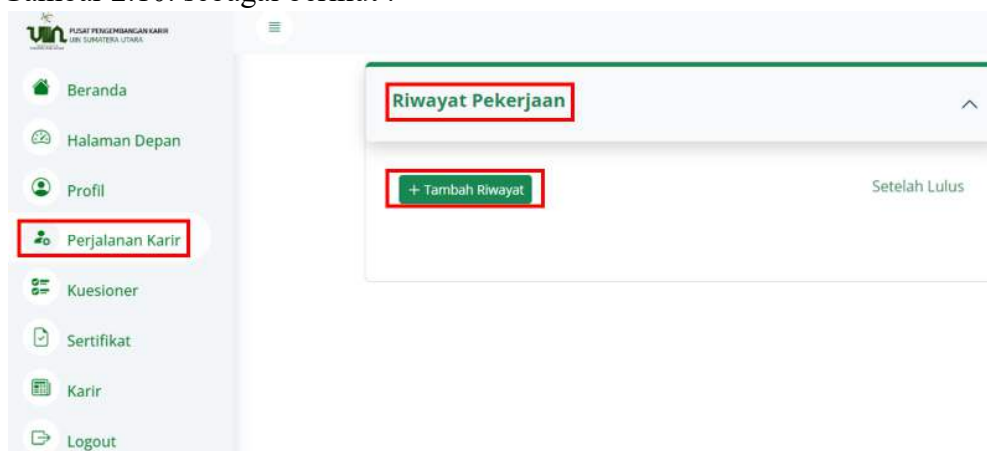 PUSAT PENGEMBANGAN KARIR
UIN SUMATERA UTARA
Beranda
Halaman Depan
Profil
Perjalanan Karir
Kuesioner
Sertifikat
Karir
Logout
Riwayat Pekerjaan
+ Tambah Riwayat
Setelah Lulus